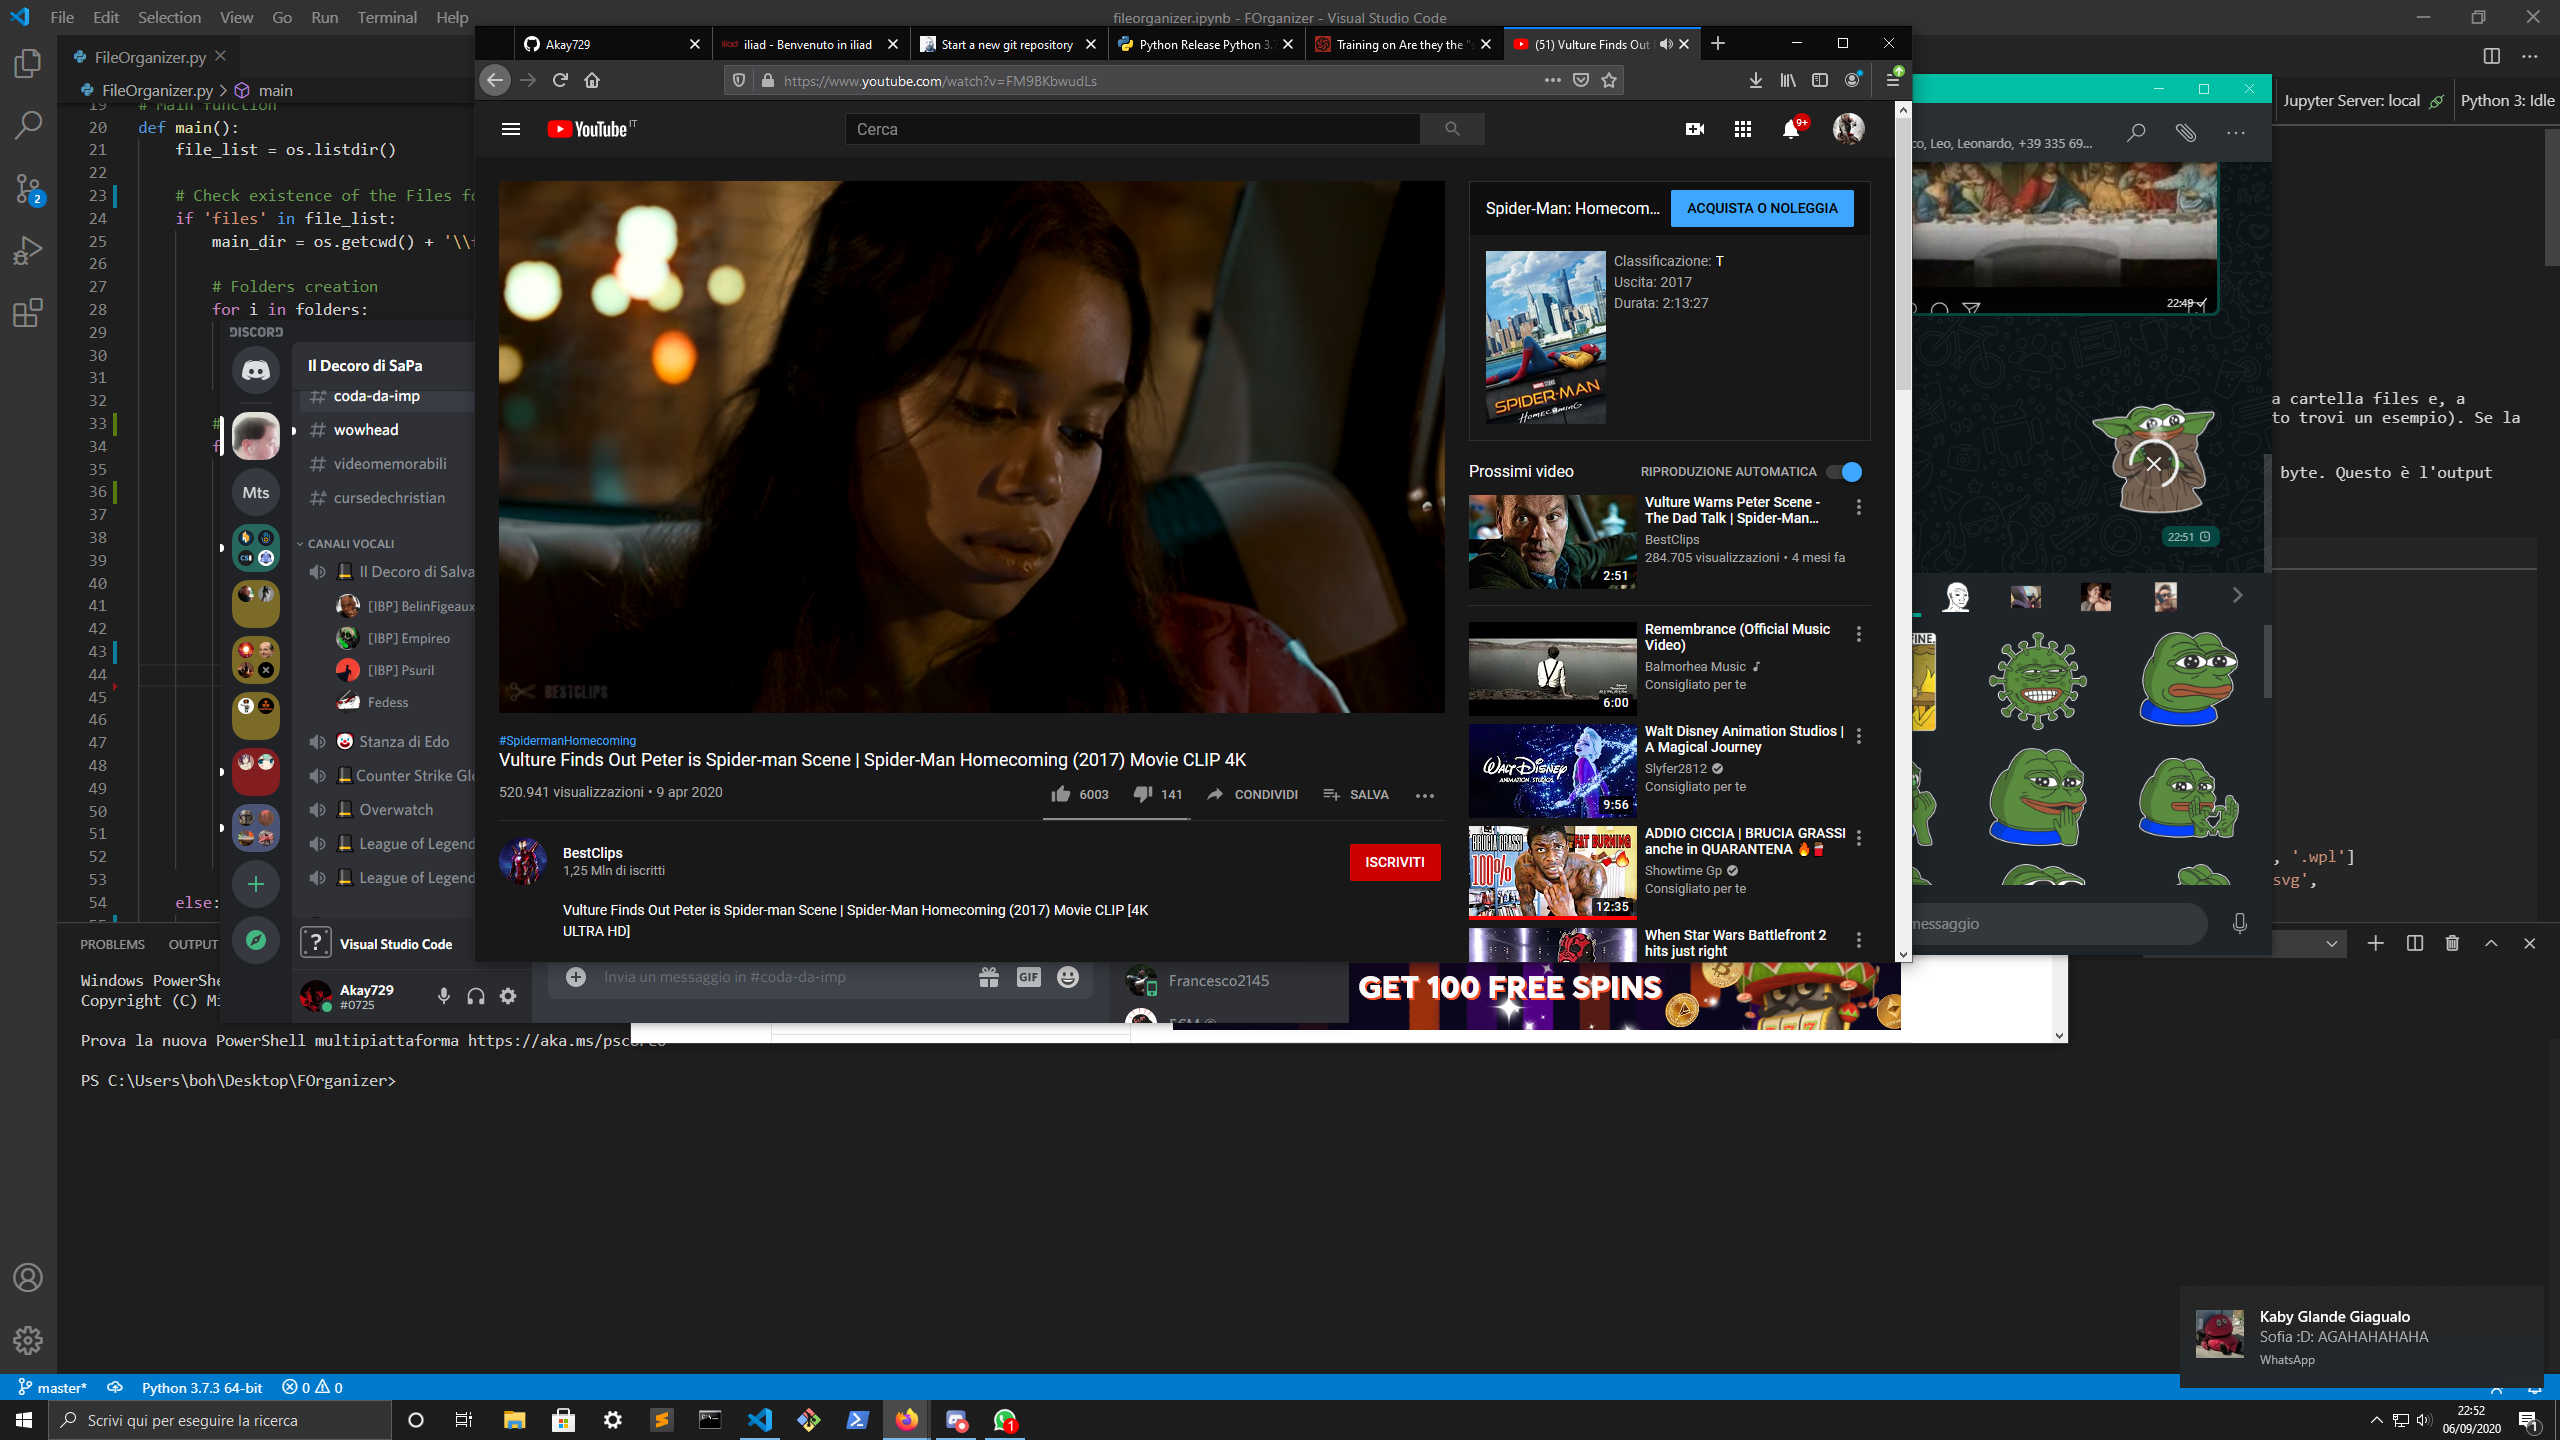 File Edit Selection View Go Run Terminal Help
fileorganizer.ipynb - FOrganizer - Visual Studio Code
FileOrganizer.py
FileOrganizer.py > main
19 # Main function
20 def main():
21 file_list = os.listdir()
22
23 # Check existence of the Files fo
24 if 'files' in file_list:
25 main_dir = os.getcwd() + '\\
26
27 # Folders creation
28 for i in folders:
29
30
31
32
33 #
34 f
35
36
37
38
39
40
41
42
43
44
45
46
47
48
49
50
51
52
53
54 else:
PROBLEMS OUTPUT
Windows PowerShe
Copyright (C) Mi
Prova la nuova PowerShell multipiattaforma https://aka.ms/pscore6
PS C:\Users\boh\Desktop\FOrganizer>
DISCORD
Mts
Il Decoro di SaPa
coda-da-imp
wowhead
videomemorabili
cursedechristian
CANALI VOCALI
Il Decoro di Salva
[IBP] BelinFigeaux
[IBP] Empireo
[IBP] Psuril
Fedess
Stanza di Edo
Counter Strike Glo
Overwatch
League of Legend
League of Legend
Visual Studio Code
Akay729
#0725
Invia un messaggio in #coda-da-imp
GIF
Francesco2145
Akay729
iliad - Benvenuto in iliad
Start a new git repository
Python Release Python 3.7
Training on Are they the "s
(51) Vulture Finds Out
https://www.youtube.com/watch?v=FM9BKbwudLs
YouTube IT
Cerca
9+
BESTCLIPS
#SpidermanHomecoming
Vulture Finds Out Peter is Spider-man Scene | Spider-Man Homecoming (2017) Movie CLIP 4K
520.941 visualizzazioni • 9 apr 2020
6003 141 CONDIVIDI SALVA
BestClips
1,25 Mln di iscritti
ISCRIVITI
Vulture Finds Out Peter is Spider-man Scene | Spider-Man Homecoming (2017) Movie CLIP [4K
ULTRA HD]
Spider-Man: Homecom...
ACQUISTA O NOLEGGIA
Classificazione: T
Uscita: 2017
Durata: 2:13:27
SPIDER-MAN
HOMECOMING
Prossimi video
RIPRODUZIONE AUTOMATICA
Vulture Warns Peter Scene -
The Dad Talk | Spider-Man...
BestClips
284.705 visualizzazioni • 4 mesi fa
2:51
Remembrance (Official Music
Video)
Balmorhea Music
Consigliato per te
6:00
Walt Disney Animation Studios |
A Magical Journey
Slyfer2812
Consigliato per te
WALT DISNEY
ANIMATION STUDIOS
9:56
ADDIO CICCIA | BRUCIA GRASSI
anche in QUARANTENA
Showtime Gp
Consigliato per te
BRUCIA GRASSI
100%
FAT BURNING
12:35
When Star Wars Battlefront 2
hits just right
GET 100 FREE SPINS
co, Leo, Leonardo, +39 335 69...
22:49
22:51
FINE.
messaggio
Jupyter Server: local
Python 3: Idle
a cartella files e, a
to trovi un esempio). Se la
byte. Questo è l'output
, '.wpl']
svg',
Kaby Glande Giagualo
Sofia :D: AGAHAHAHAHA
WhatsApp
2
master*
Python 3.7.3 64-bit
0 0
Scrivi qui per eseguire la ricerca
1
22:52
06/09/2020
1